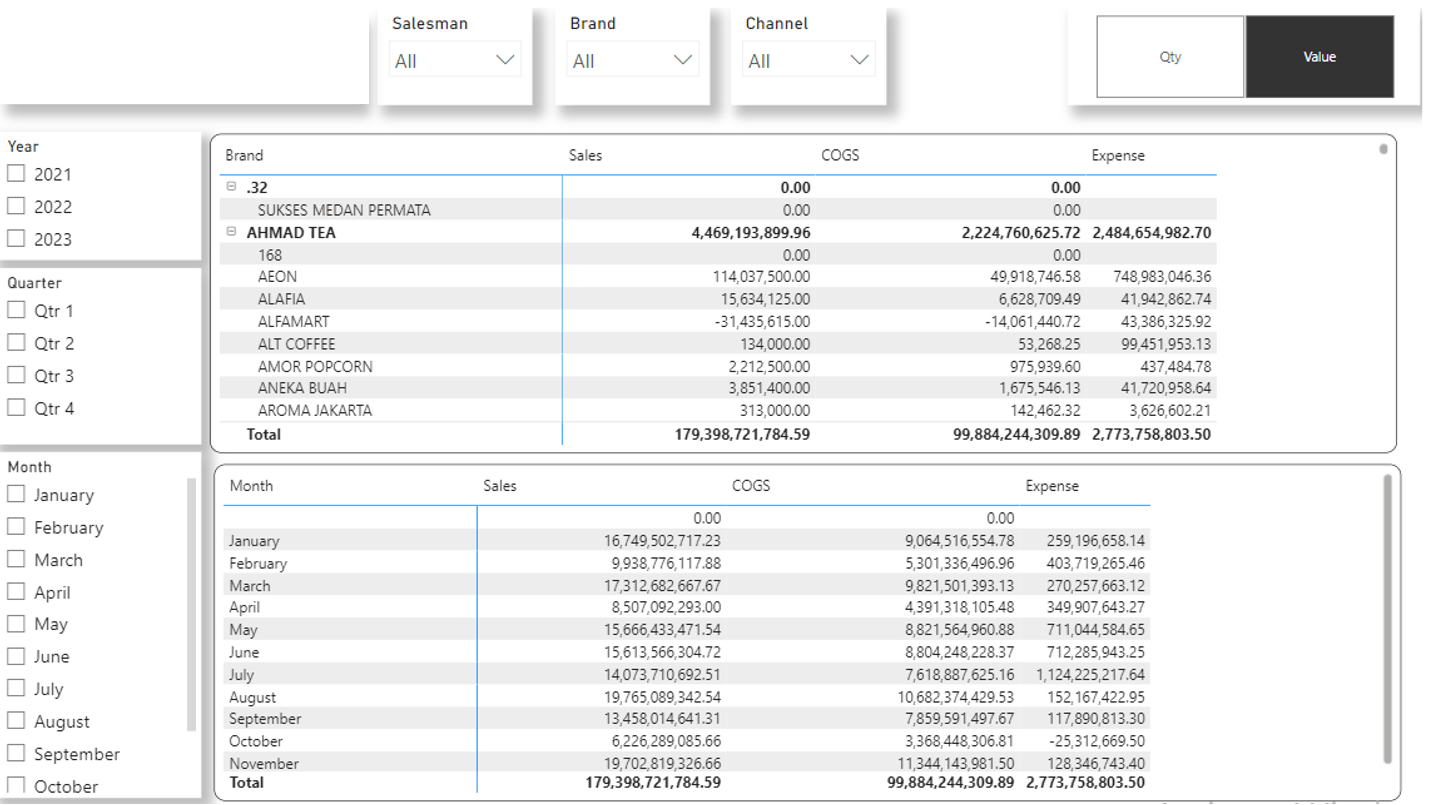 Salesman Brand Channel
All All All
Qty Value
Year
2021
2022
2023
Quarter
Qtr 1
Qtr 2
Qtr 3
Qtr 4
Month
January
February
March
April
May
June
July
August
September
October
Brand Sales COGS Expense
.32 0.00 0.00
SUKSES MEDAN PERMATA 0.00 0.00
AHMAD TEA 4,469,193,899.96 2,224,760,625.72 2,484,654,982.70
168 0.00 0.00
AEON 114,037,500.00 49,918,746.58 748,983,046.36
ALAFIA 15,634,125.00 6,628,709.49 41,942,862.74
ALFAMART -31,435,615.00 -14,061,440.72 43,386,325.92
ALT COFFEE 134,000.00 53,268.25 99,451,953.13
AMOR POPCORN 2,212,500.00 975,939.60 437,484.78
ANEKA BUAH 3,851,400.00 1,675,546.13 41,720,958.64
AROMA JAKARTA 313,000.00 142,462.32 3,626,602.21
Total 179,398,721,784.59 99,884,244,309.89 2,773,758,803.50
Month Sales COGS Expense
0.00 0.00
January 16,749,502,717.23 9,064,516,554.78 259,196,658.14
February 9,938,776,117.88 5,301,336,496.96 403,719,265.46
March 17,312,682,667.67 9,821,501,393.13 270,257,663.12
April 8,507,092,293.00 4,391,318,105.48 349,907,643.27
May 15,666,433,471.54 8,821,564,960.88 711,044,584.65
June 15,613,566,304.72 8,804,248,228.37 712,285,943.25
July 14,073,710,692.51 7,618,887,625.16 1,124,225,217.64
August 19,765,089,342.54 10,682,374,429.53 152,167,422.95
September 13,458,014,641.31 7,859,591,497.67 117,890,813.30
October 6,226,289,085.66 3,368,448,306.81 -25,312,669.50
November 19,702,819,326.66 11,344,143,981.50 128,346,743.40
Total 179,398,721,784.59 99,884,244,309.89 2,773,758,803.50